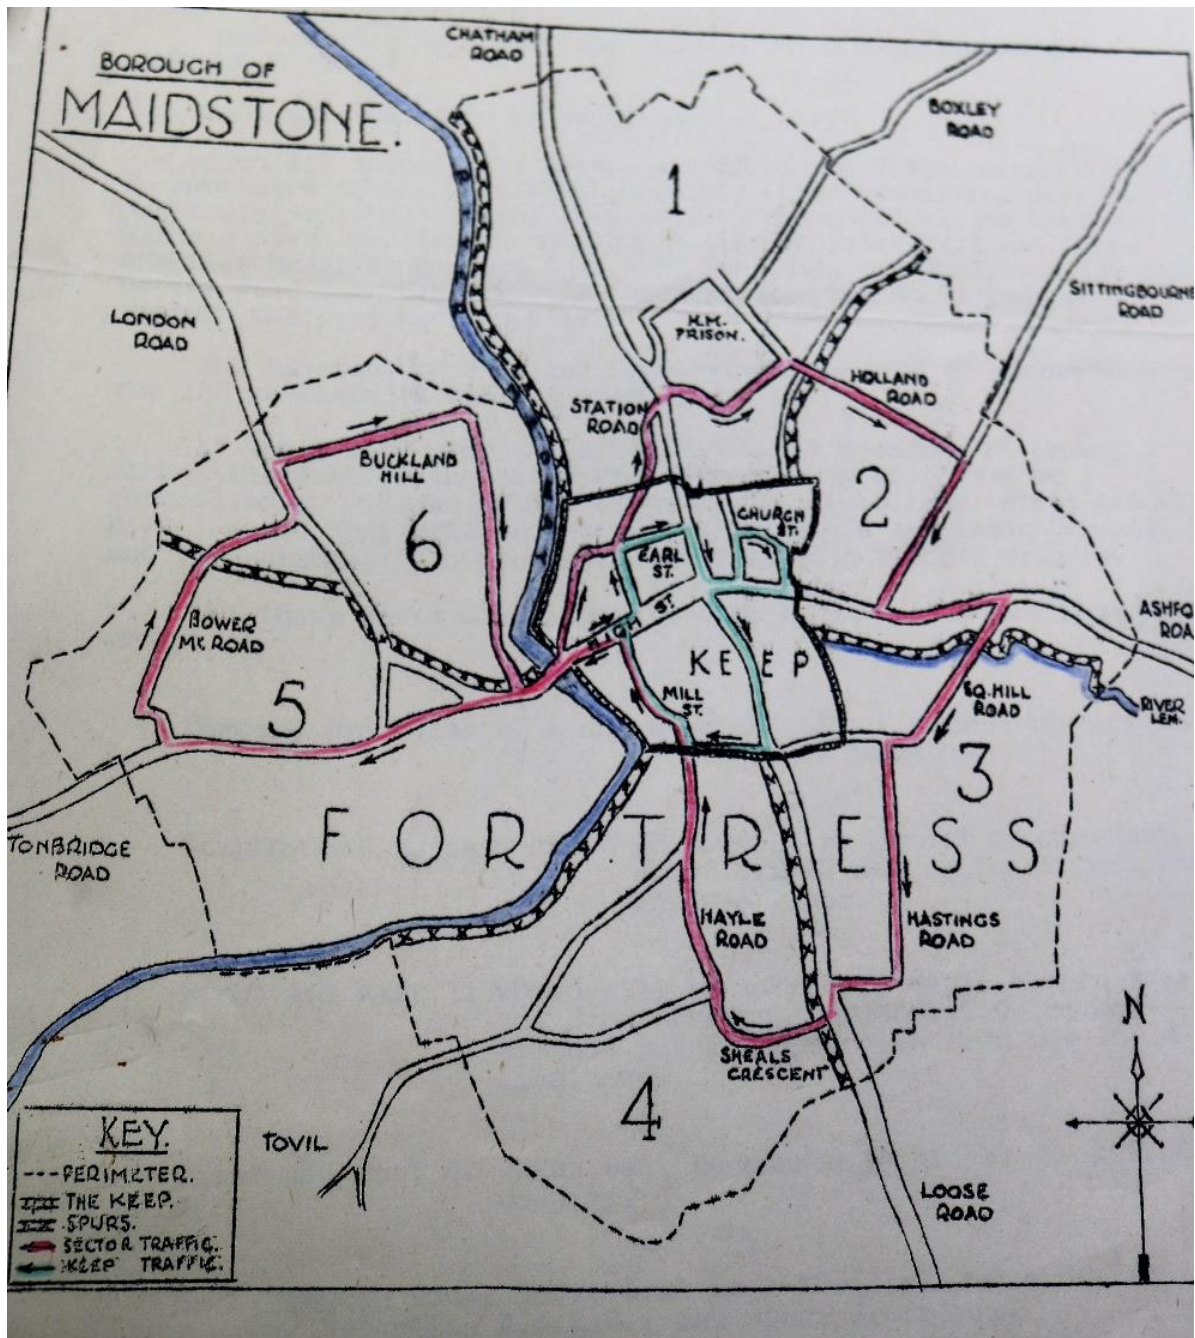 BOROUGH OF
MAIDSTONE.
CHATHAM
ROAD
BOXLEY
ROAD
1
LONDON
ROAD
SITTINGBOURNE
ROAD
H.M.
PRISON.
HOLLAND
ROAD
STATION
ROAD
BUCKLAND
HILL
2
CHURCH
ST.
6
EARL
ST.
HIGH ST.
ASHFO
ROA
BOWER
MT. ROAD
KEEP
5
MILL
ST.
SQ. HILL
ROAD
RIVER
LEN.
3
FORTRESS
TONBRIDGE
ROAD
HAYLE
ROAD
HASTINGS
ROAD
N
SHEALS
CRESCENT
4
KEY.
PERIMETER.
THE KEEP.
SPURS.
SECTOR TRAFFIC.
KEEP TRAFFIC.
TOVIL
LOOSE
ROAD